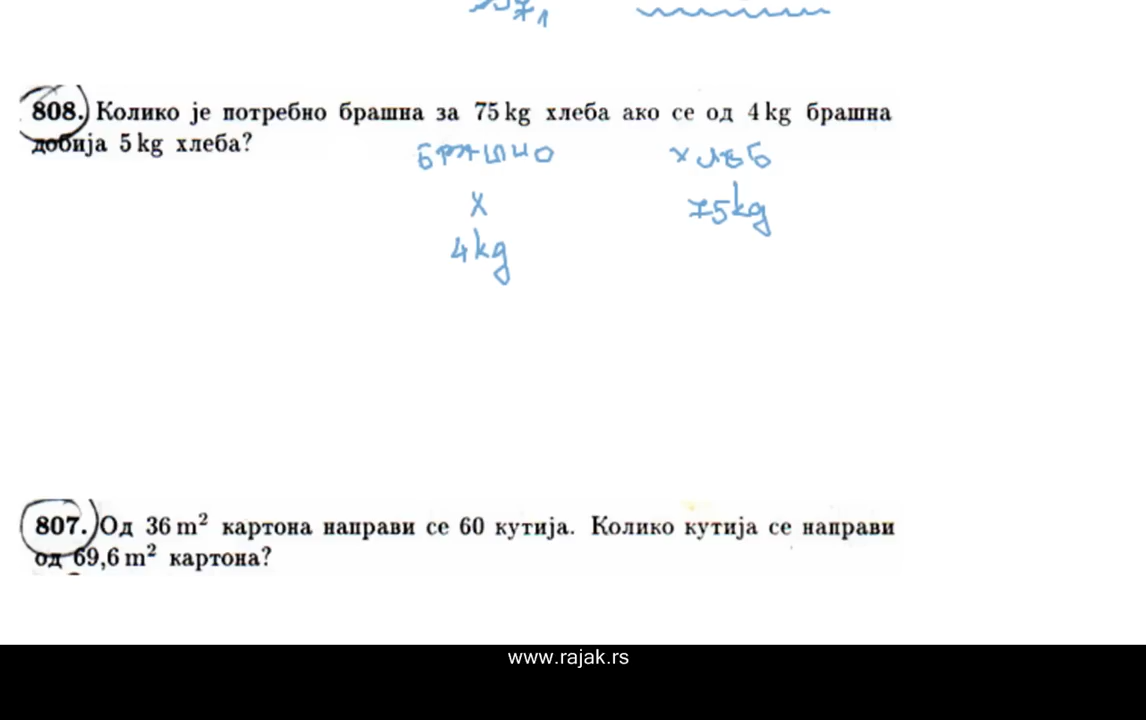 808. Колико је потребно брашна за 75 kg хлеба ако се од 4 kg брашна
добија 5 kg хлеба?
БРАШНО ХЛЕБ
x 75kg
4kg
807. Од 36 m² картона направи се 60 кутија. Колико кутија се направи
од 69,6 m² картона?
www.rajak.rs